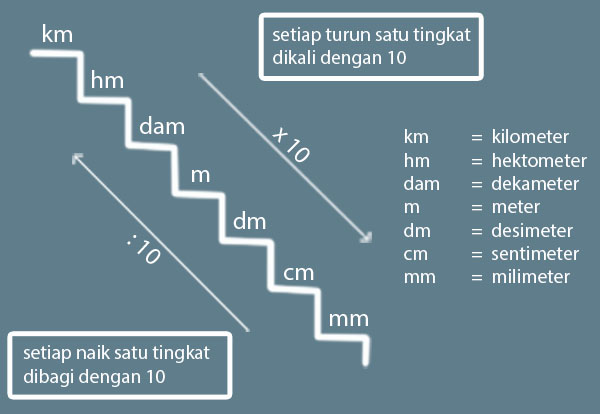 km
setiap turun satu tingkat
dikali dengan 10
hm
dam
x 10
m
: 10
dm
cm
mm
km = kilometer
hm = hektometer
dam = dekameter
m = meter
dm = desimeter
cm = sentimeter
mm = milimeter
setiap naik satu tingkat
dibagi dengan 10